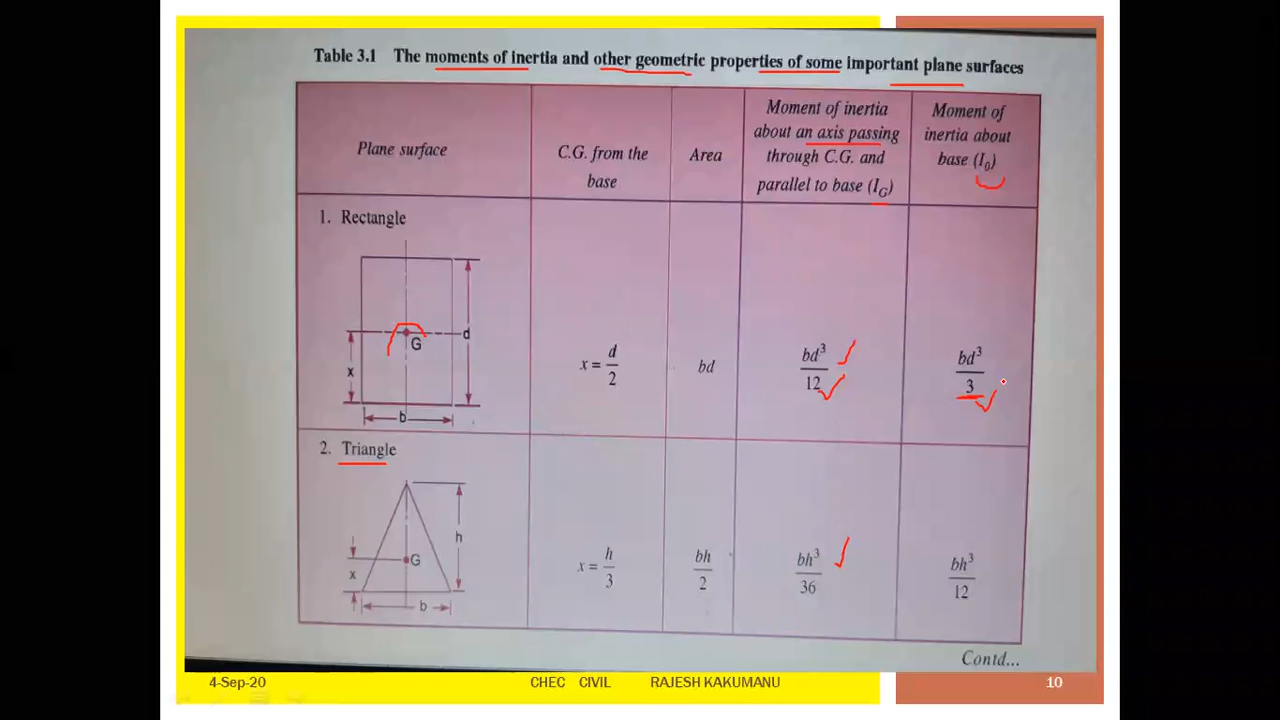 Table 3.1 The moments of inertia and other geometric properties of some important plane surfaces
Plane surface
C.G. from the
base
Area
Moment of inertia
about an axis passing
through C.G. and
parallel to base (I_G)
Moment of
inertia about
base (I_0)
1. Rectangle
G
d
x
b
x = d/2
bd
bd³/12
bd³/3
2. Triangle
h
G
x
b
x = h/3
bh/2
bh³/36
bh³/12
Contd...
4-Sep-20
CHEC CIVIL
RAJESH KAKUMANU
10